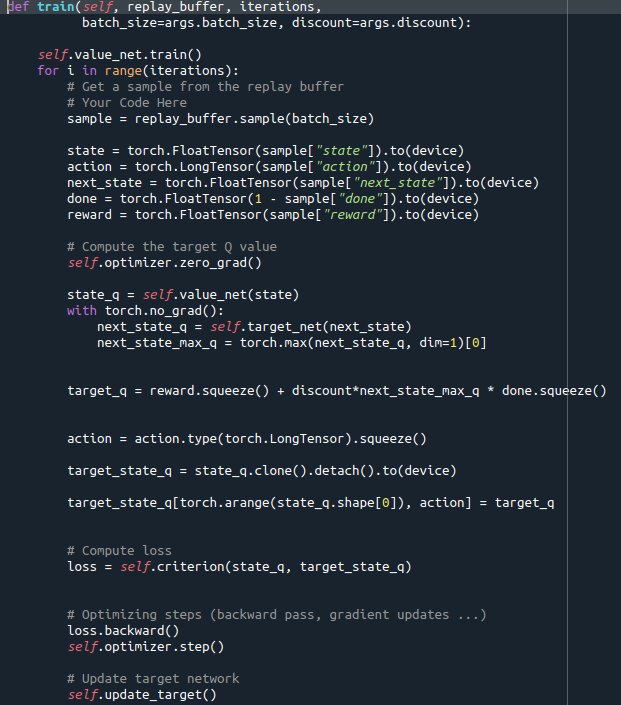 def train(self, replay_buffer, iterations,
batch_size=args.batch_size, discount=args.discount):
self.value_net.train()
for i in range(iterations):
# Get a sample from the replay buffer
# Your Code Here
sample = replay_buffer.sample(batch_size)
state = torch.FloatTensor(sample["state"]).to(device)
action = torch.LongTensor(sample["action"]).to(device)
next_state = torch.FloatTensor(sample["next_state"]).to(device)
done = torch.FloatTensor(1 - sample["done"]).to(device)
reward = torch.FloatTensor(sample["reward"]).to(device)
# Compute the target Q value
self.optimizer.zero_grad()
state_q = self.value_net(state)
with torch.no_grad():
next_state_q = self.target_net(next_state)
next_state_max_q = torch.max(next_state_q, dim=1)[0]
target_q = reward.squeeze() + discount*next_state_max_q * done.squeeze()
action = action.type(torch.LongTensor).squeeze()
target_state_q = state_q.clone().detach().to(device)
target_state_q[torch.arange(state_q.shape[0]), action] = target_q
# Compute loss
loss = self.criterion(state_q, target_state_q)
# Optimizing steps (backward pass, gradient updates ...)
loss.backward()
self.optimizer.step()
# Update target network
self.update_target()